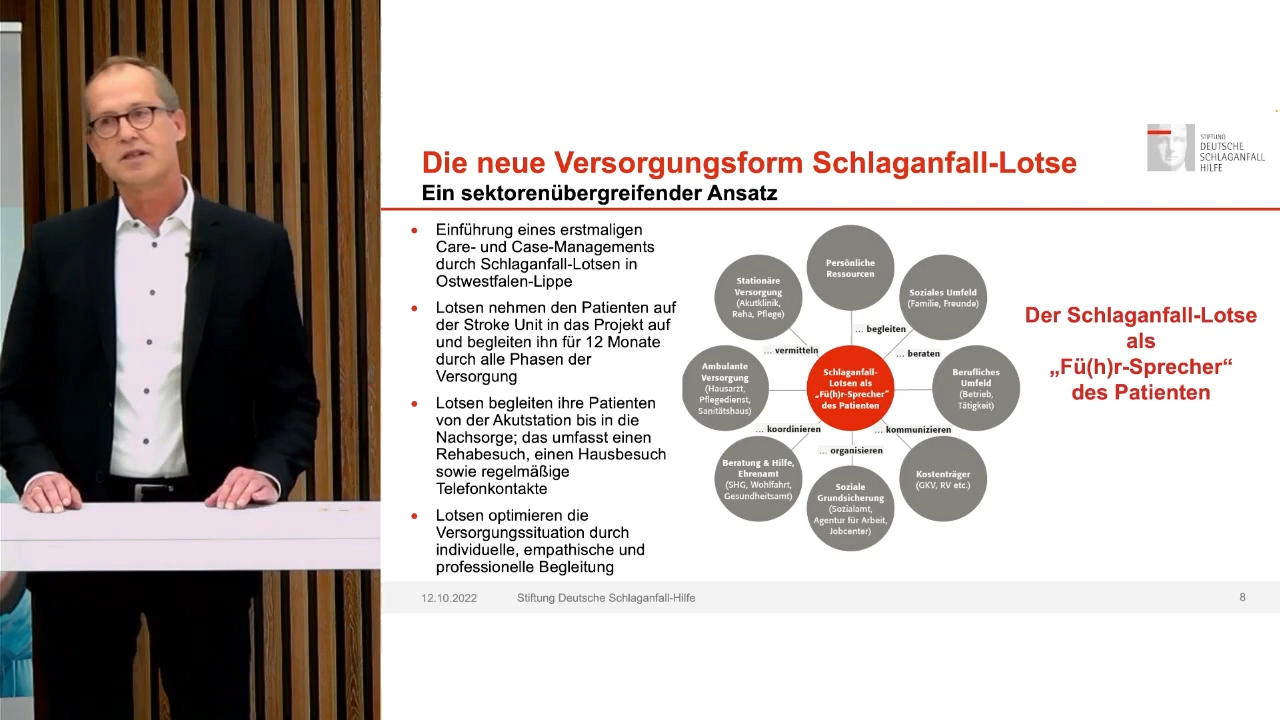 Die neue Versorgungsform Schlaganfall-Lotse
Ein sektorenübergreifender Ansatz
STIFTUNG
DEUTSCHE
SCHLAGANFALL
HILFE
• Einführung eines erstmaligen
Care- und Case-Managements
durch Schlaganfall-Lotsen in
Ostwestfalen-Lippe
• Lotsen nehmen den Patienten auf
der Stroke Unit in das Projekt auf
und begleiten ihn für 12 Monate
durch alle Phasen der
Versorgung
• Lotsen begleiten ihre Patienten
von der Akutstation bis in die
Nachsorge; das umfasst einen
Rehabesuch, einen Hausbesuch
sowie regelmäßige
Telefonkontakte
• Lotsen optimieren die
Versorgungssituation durch
individuelle, empathische und
professionelle Begleitung
Persönliche
Ressourcen
Stationäre
Versorgung
(Akutklinik,
Reha, Pflege)
Soziales Umfeld
(Familie, Freunde)
... begleiten
... vermitteln
... beraten
Ambulante
Versorgung
(Hausarzt,
Pflegedienst,
Sanitätshaus)
Schlaganfall-
Lotsen als
„Fü(h)r-Sprecher“
des Patienten
Berufliches
Umfeld
(Betrieb,
Tätigkeit)
... koordinieren
... kommunizieren
... organisieren
Beratung & Hilfe,
Ehrenamt
(SHG, Wohlfahrt,
Gesundheitsamt)
Soziale
Grundsicherung
(Sozialamt,
Agentur für Arbeit,
Jobcenter)
Kostenträger
(GKV, RV etc.)
Der Schlaganfall-Lotse
als
„Fü(h)r-Sprecher“
des Patienten
12.10.2022 Stiftung Deutsche Schlaganfall-Hilfe 8